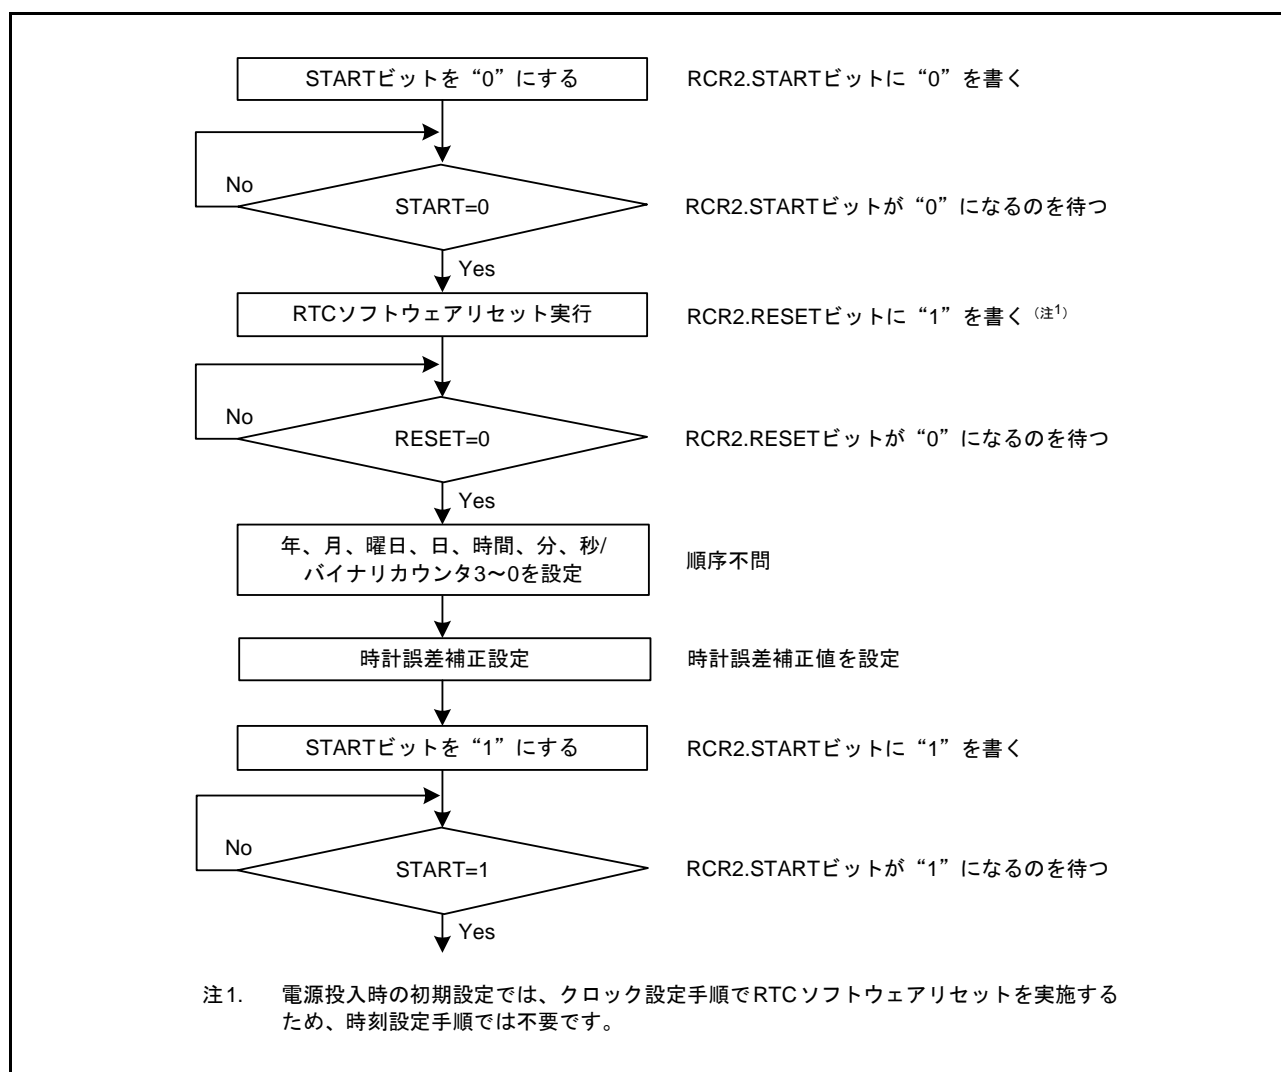 STARTビットを“0”にする
RCR2.STARTビットに“0”を書く
No
START=0
RCR2.STARTビットが“0”になるのを待つ
Yes
RTCソフトウェアリセット実行
RCR2.RESETビットに“1”を書く（注1）
No
RESET=0
RCR2.RESETビットが“0”になるのを待つ
Yes
年、月、曜日、日、時間、分、秒/
バイナリカウンタ3～0を設定
順序不問
時計誤差補正設定
時計誤差補正値を設定
STARTビットを“1”にする
RCR2.STARTビットに“1”を書く
No
START=1
RCR2.STARTビットが“1”になるのを待つ
Yes
注1. 電源投入時の初期設定では、クロック設定手順でRTCソフトウェアリセットを実施する
ため、時刻設定手順では不要です。